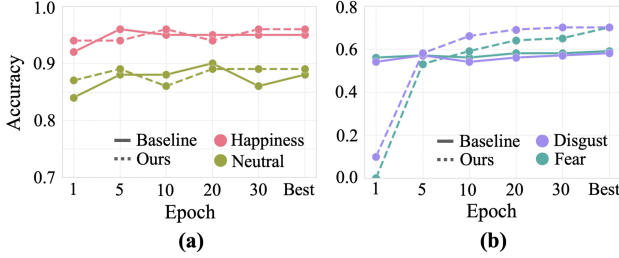 Accuracy
1.0
0.9
0.8
0.7
Baseline
Ours
Happiness
Neutral
1 5 10 20 30 Best
Epoch
(a)
0.8
0.6
0.4
0.2
0.0
Baseline
Ours
Disgust
Fear
1 5 10 20 30 Best
Epoch
(b)